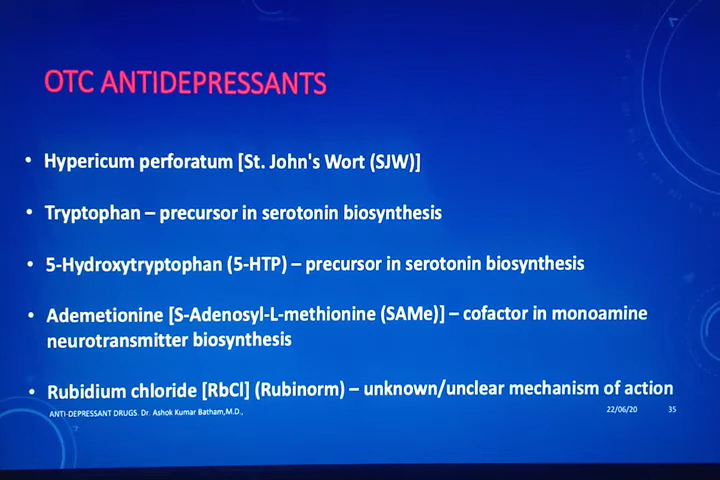 OTC ANTIDEPRESSANTS
• Hypericum perforatum [St. John's Wort (SJW)]
• Tryptophan – precursor in serotonin biosynthesis
• 5-Hydroxytryptophan (5-HTP) – precursor in serotonin biosynthesis
• Ademetionine [S-Adenosyl-L-methionine (SAMe)] – cofactor in monoamine
neurotransmitter biosynthesis
• Rubidium chloride [RbCl] (Rubinorm) – unknown/unclear mechanism of action
ANTI-DEPRESSANT DRUGS. Dr. Ashok Kumar Batham,M.D.,
22/06/20
35